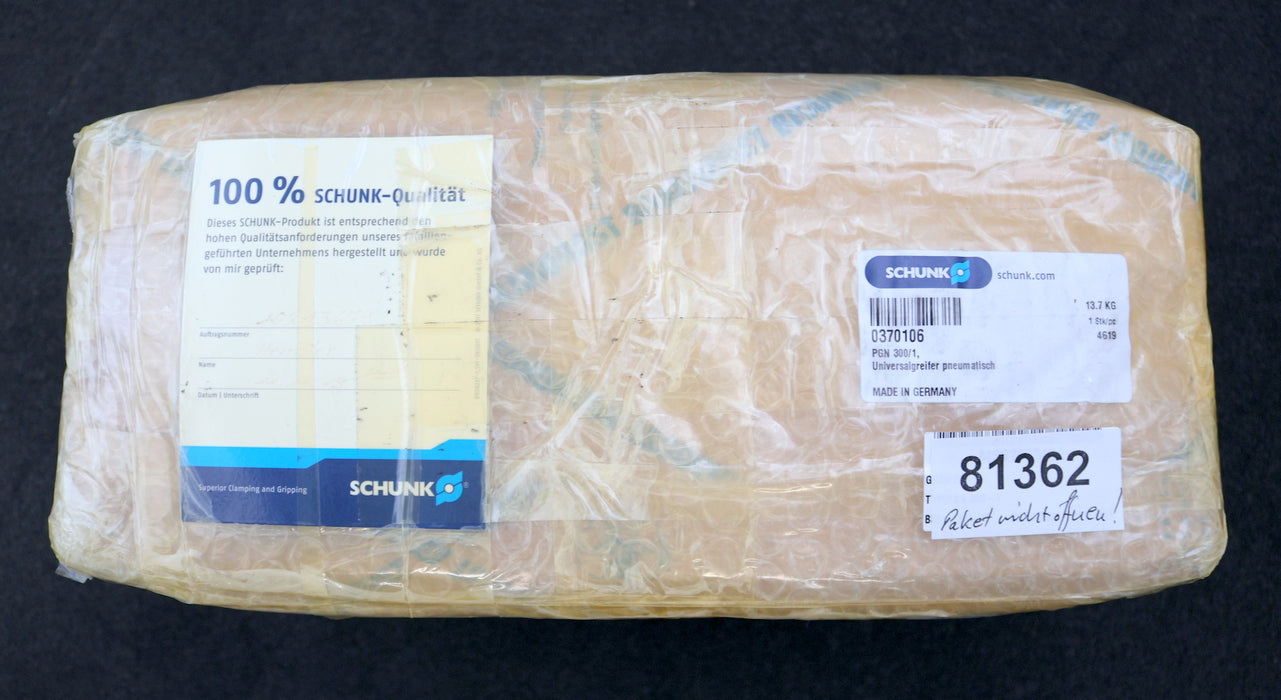 100 % SCHUNK-Qualität
Dieses SCHUNK-Produkt ist entsprechend den
hohen Qualitätsanforderungen unseres familien-
geführten Unternehmens hergestellt und wurde
von mir geprüft:
Auftragsnummer
Name
Datum | Unterschrift
Superior Clamping and Gripping
SCHUNK®
SCHUNK schunk.com
13.7 KG
1 Stk/pc
0370106 4619
PGN 300/1,
Universalgreifer pneumatisch
MADE IN GERMANY
81362
G
T
B
Paket nicht öffnen!